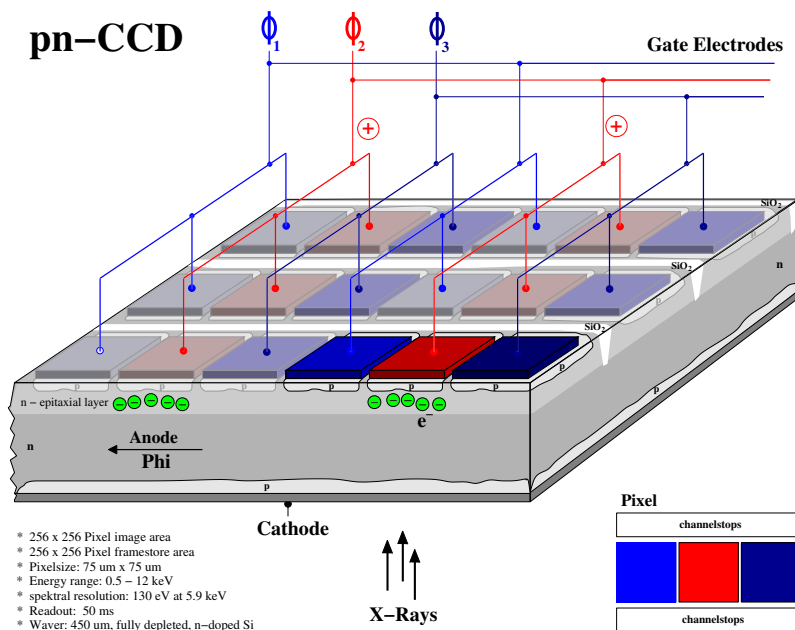 pn-CCD
Φ1 Φ2 Φ3
Gate Electrodes
+ +
SiO2
p
SiO2
p
n
SiO2
p
p p p p p p p
n - epitaxial layer
− − − − − − − − − −
e−
n
Anode
Phi
p
p
Cathode
Pixel
channelstops
channelstops
* 256 x 256 Pixel image area
* 256 x 256 Pixel framestore area
* Pixelsize: 75 um x 75 um
* Energy range: 0.5 − 12 keV
* spektral resolution: 130 eV at 5.9 keV
* Readout: 50 ms
* Waver: 450 um, fully depleted, n-doped Si
X-Rays